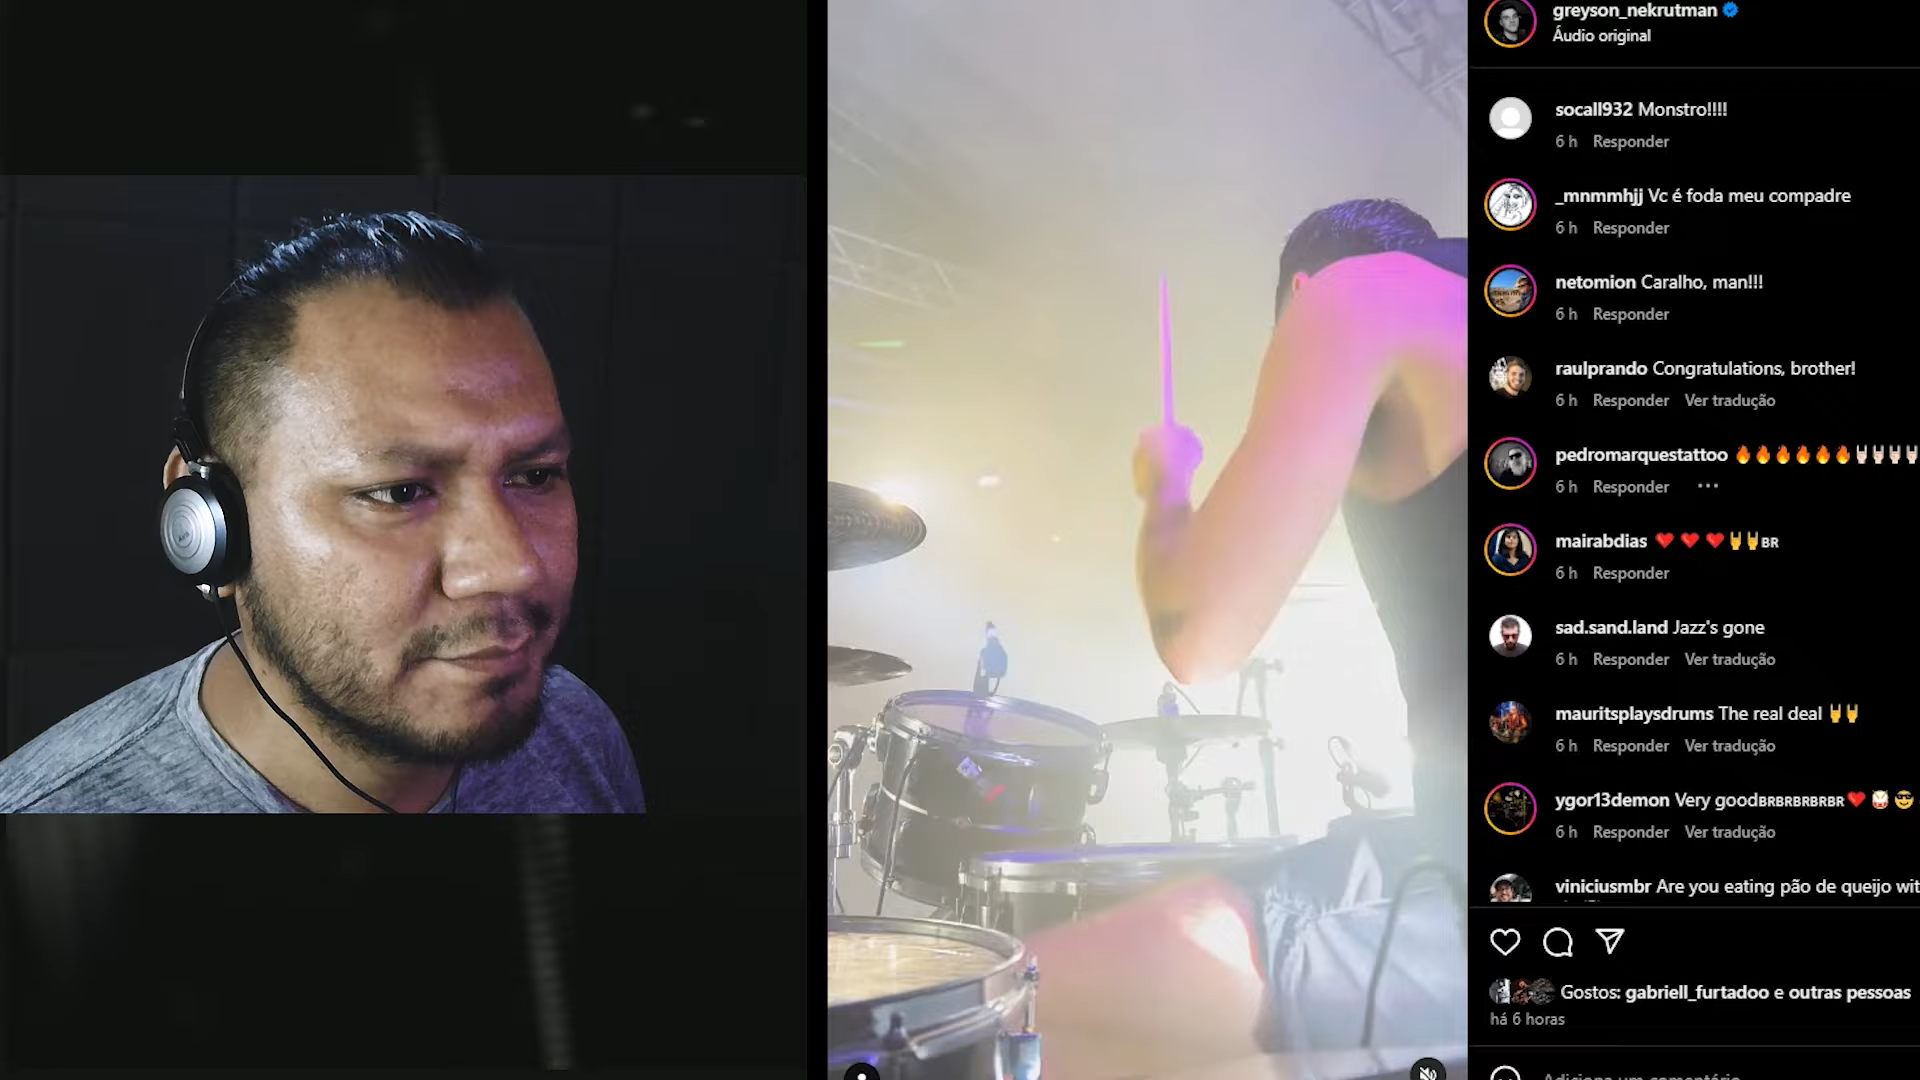 greyson_nekrutman
Áudio original
socall932 Monstro!!!!
6 h Responder
_mnmmhjj Vc é foda meu compadre
6 h Responder
netomion Caralho, man!!!
6 h Responder
raulprando Congratulations, brother!
6 h Responder Ver tradução
pedromarquestattoo 🔥🔥🔥🔥🔥🔥🤘🏻🤘🏻🤘🏻🤘🏻
6 h Responder
mairabdias ❤️ ❤️ ❤️🤘🤘BR
6 h Responder
sad.sand.land Jazz's gone
6 h Responder Ver tradução
mauritsplaysdrums The real deal 🤘🤘
6 h Responder Ver tradução
ygor13demon Very goodBRBRBRBRBR❤️ 🥁 😎
6 h Responder Ver tradução
viniciusmbr Are you eating pão de queijo wit
Gostos: gabriell_furtadoo e outras pessoas
há 6 horas
Adiciona um comentário